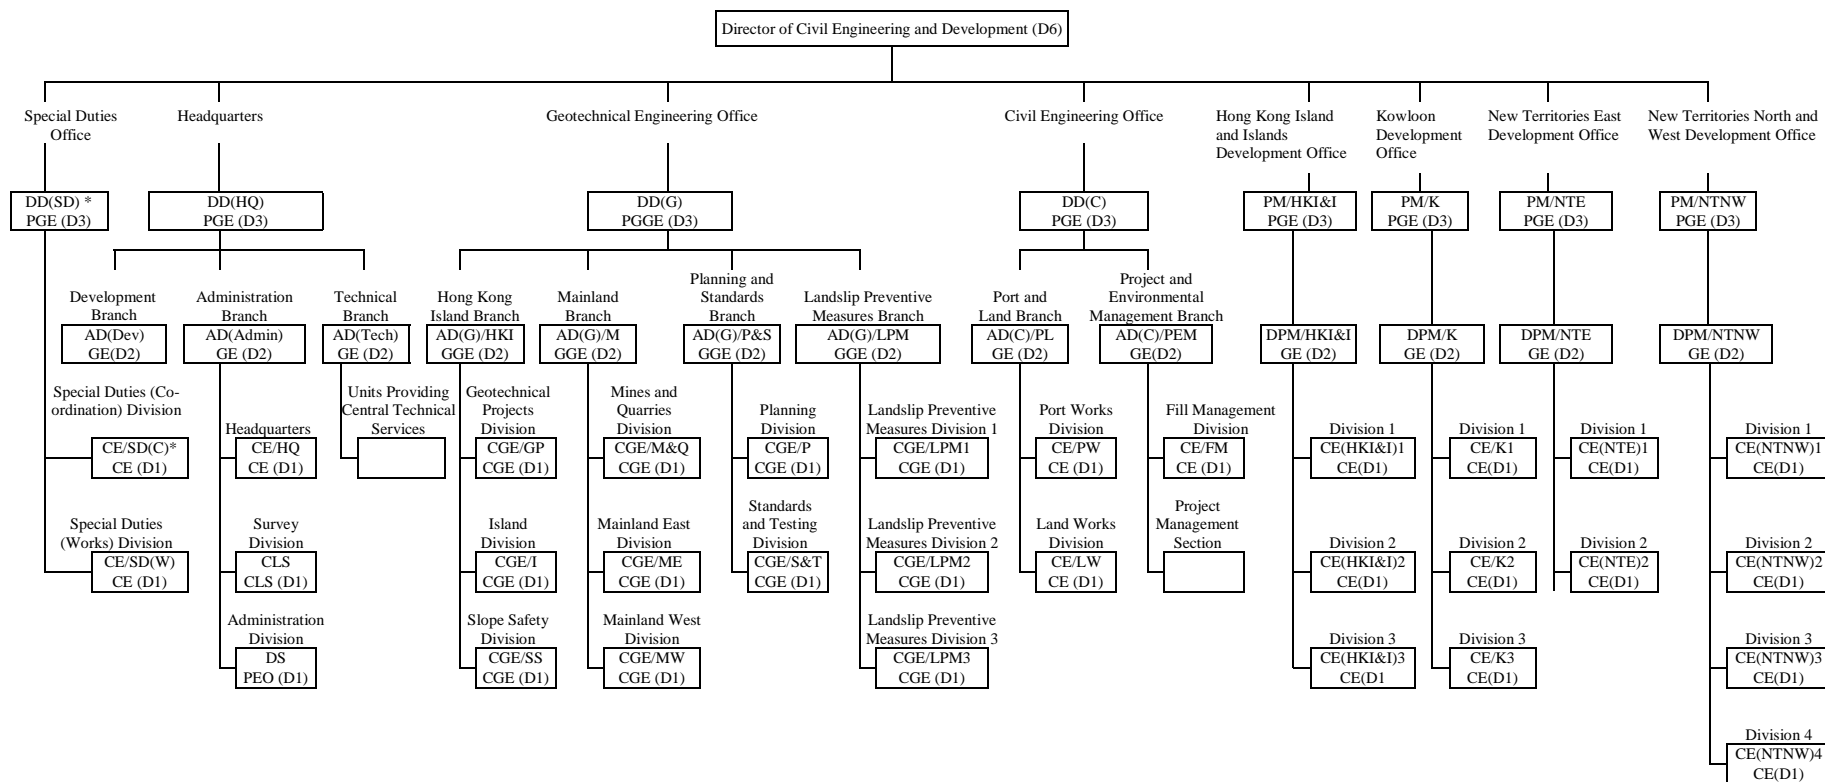 Director of Civil Engineering and Development (D6)
Special Duties
Office
Headquarters
Geotechnical Engineering Office
Civil Engineering Office
Hong Kong Island
and Islands
Development Office
Kowloon
Development
Office
New Territories East
Development Office
New Territories North and
West Development Office
DD(SD) *
PGE (D3)
DD(HQ)
PGE (D3)
DD(G)
PGGE (D3)
DD(C)
PGE (D3)
PM/HKI&I
PGE (D3)
PM/K
PGE (D3)
PM/NTE
PGE (D3)
PM/NTNW
PGE (D3)
Development
Branch
AD(Dev)
GE(D2)
Administration
Branch
AD(Admin)
GE (D2)
Technical
Branch
AD(Tech)
GE (D2)
Hong Kong
Island Branch
AD(G)/HKI
GGE (D2)
Mainland
Branch
AD(G)/M
GGE (D2)
Planning and
Standards
Branch
AD(G)/P&S
GGE (D2)
Landslip Preventive
Measures Branch
AD(G)/LPM
GGE (D2)
Port and
Land Branch
AD(C)/PL
GE (D2)
Project and
Environmental
Management Branch
AD(C)/PEM
GE(D2)
DPM/HKI&I
GE (D2)
DPM/K
GE (D2)
DPM/NTE
GE (D2)
DPM/NTNW
GE (D2)
Special Duties (Co-
ordination) Division
CE/SD(C)*
CE (D1)
Headquarters
CE/HQ
CE (D1)
Units Providing
Central Technical
Services
Geotechnical
Projects
Division
CGE/GP
CGE (D1)
Mines and
Quarries
Division
CGE/M&Q
CGE (D1)
Planning
Division
CGE/P
CGE (D1)
Landslip Preventive
Measures Division 1
CGE/LPM1
CGE (D1)
Port Works
Division
CE/PW
CE (D1)
Fill Management
Division
CE/FM
CE (D1)
Division 1
CE(HKI&I)1
CE(D1)
Division 1
CE/K1
CE(D1)
Division 1
CE(NTE)1
CE(D1)
Division 1
CE(NTNW)1
CE(D1)
Special Duties
(Works) Division
CE/SD(W)
CE (D1)
Survey
Division
CLS
CLS (D1)
Island
Division
CGE/I
CGE (D1)
Mainland East
Division
CGE/ME
CGE (D1)
Standards
and Testing
Division
CGE/S&T
CGE (D1)
Landslip Preventive
Measures Division 2
CGE/LPM2
CGE (D1)
Land Works
Division
CE/LW
CE (D1)
Project
Management
Section
Division 2
CE(HKI&I)2
CE(D1)
Division 2
CE/K2
CE(D1)
Division 2
CE(NTE)2
CE(D1)
Division 2
CE(NTNW)2
CE(D1)
Administration
Division
DS
PEO (D1)
Slope Safety
Division
CGE/SS
CGE (D1)
Mainland West
Division
CGE/MW
CGE (D1)
Landslip Preventive
Measures Division 3
CGE/LPM3
CGE (D1)
Division 3
CE(HKI&I)3
CE(D1
Division 3
CE/K3
CE(D1)
Division 3
CE(NTNW)3
CE(D1)
Division 4
CE(NTNW)4
CE(D1)